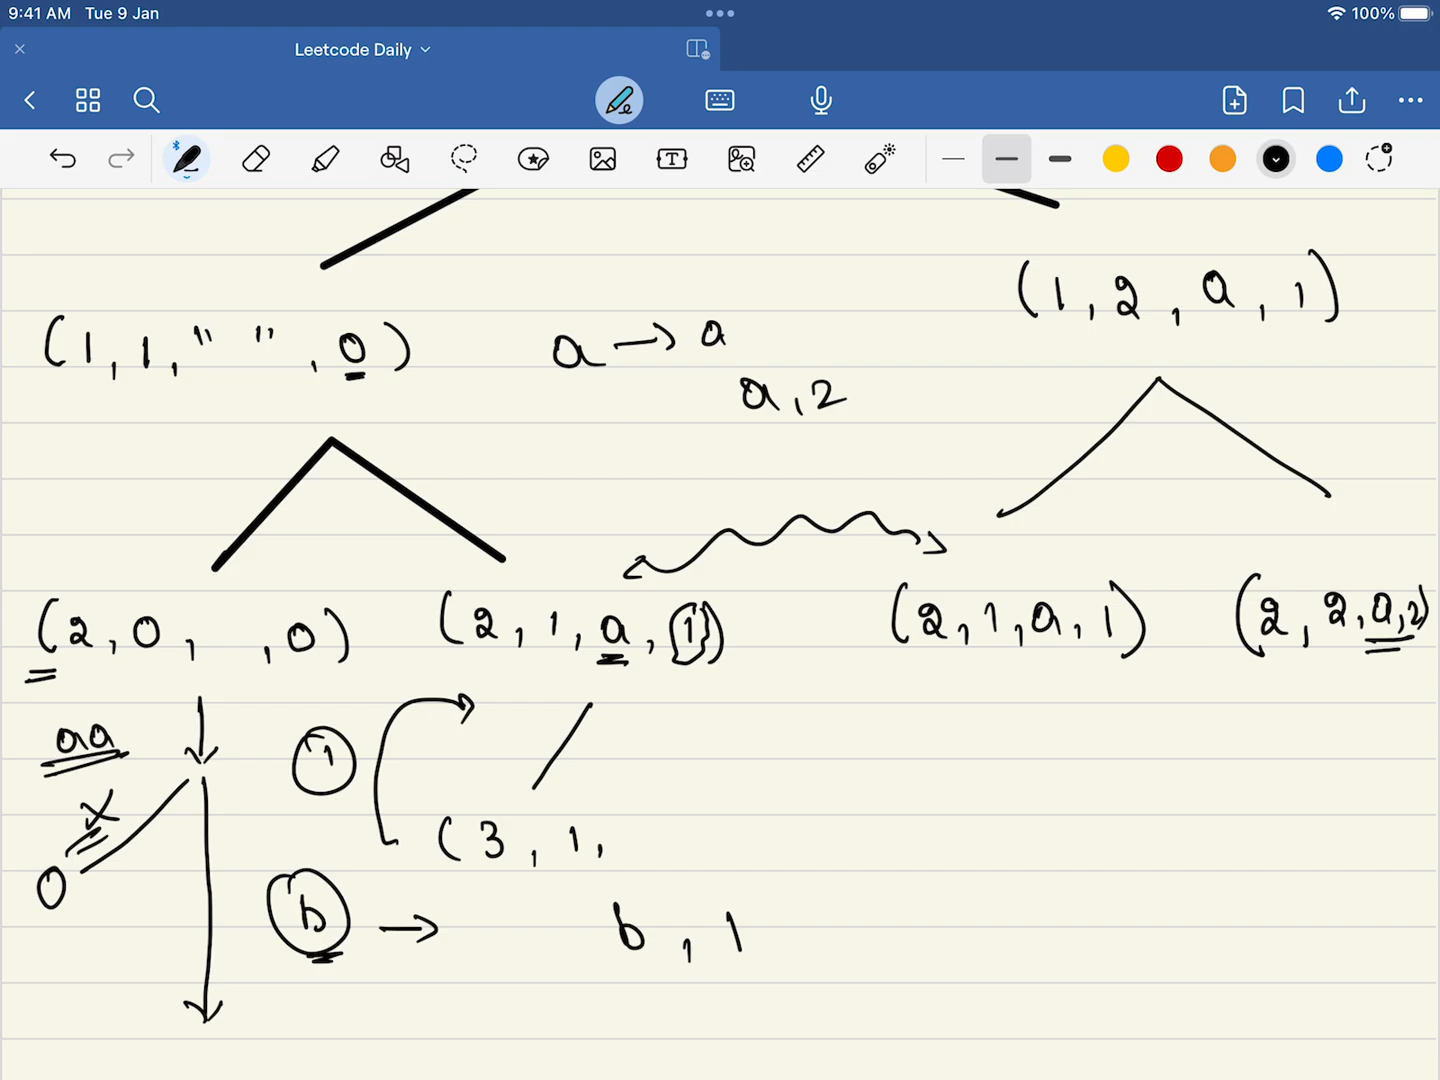 9:41 AM Tue 9 Jan
100%
Leetcode Daily
(1, 2, a, 1)
(1, 1, " ", 0)
a → a
a, 2
(2, 0, , 0)
(2, 1, a, {1})
(2, 1, a, 1)
(2, 2, a, 2)
aa
1
x
(3, 1,
0
b → b, 1